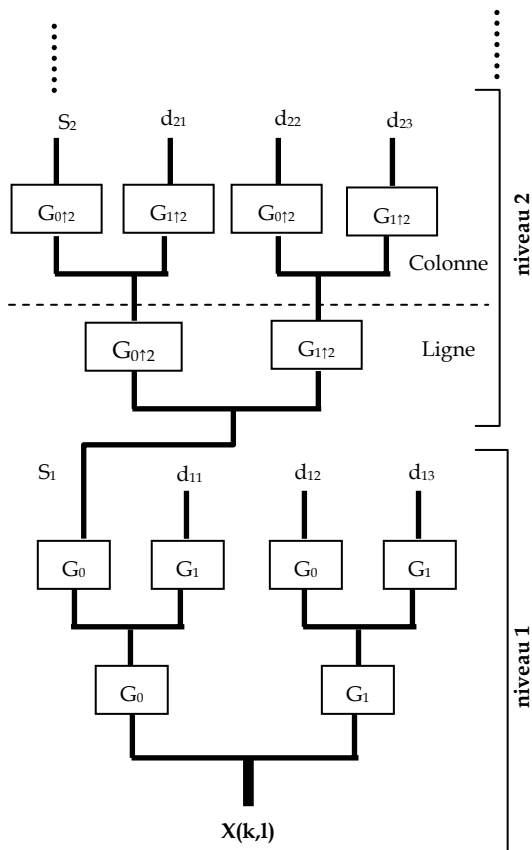 S₂ d₂₁ d₂₂ d₂₃
G₀↑₂ G₁↑₂ G₀↑₂ G₁↑₂
Colonne
niveau 2
G₀↑₂ G₁↑₂ Ligne
S₁ d₁₁ d₁₂ d₁₃
G₀ G₁ G₀ G₁
niveau 1
G₀ G₁
X(k,l)